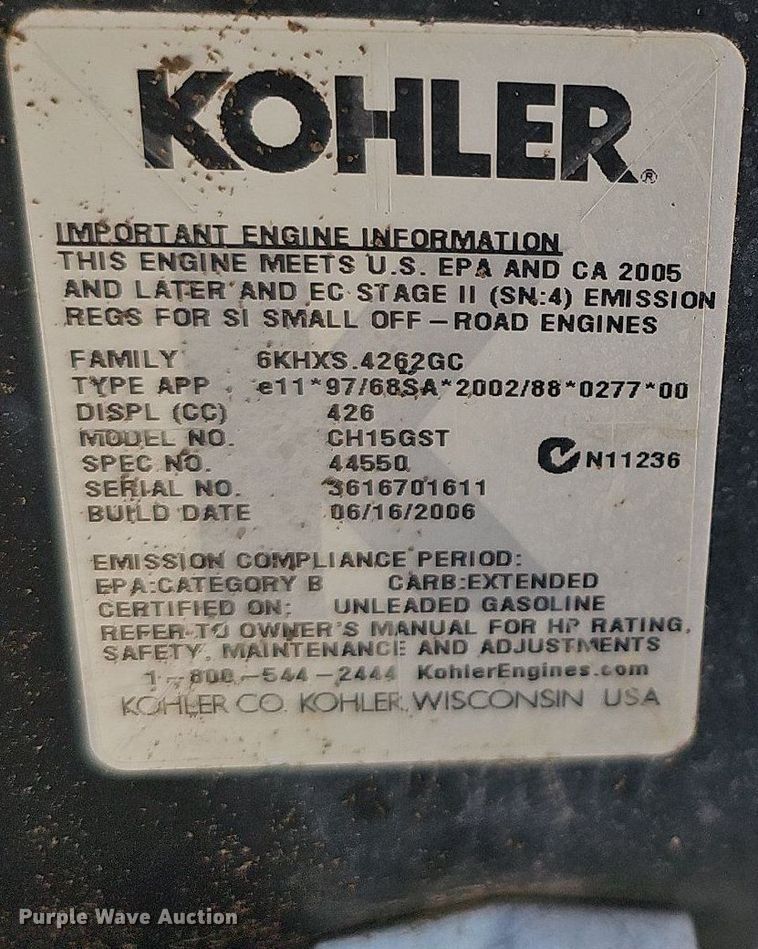 KOHLER®
IMPORTANT ENGINE INFORMATION
THIS ENGINE MEETS U.S. EPA AND CA 2005
AND LATER AND EC STAGE II (SN:4) EMISSION
REGS FOR SI SMALL OFF-ROAD ENGINES
FAMILY 6KHXS.4262GC
TYPE APP e11*97/68SA*2002/88*0277*00
DISPL (CC) 426
MODEL NO. CH15GST
SPEC NO. 44550 N11236
SERIAL NO. 3616701611
BUILD DATE 06/16/2006
EMISSION COMPLIANCE PERIOD:
EPA:CATEGORY B CARB:EXTENDED
CERTIFIED ON: UNLEADED GASOLINE
REFER TO OWNER'S MANUAL FOR HP RATING,
SAFETY, MAINTENANCE AND ADJUSTMENTS
1-800-544-2444 KohlerEngines.com
KOHLER CO. KOHLER, WISCONSIN USA
Purple Wave Auction